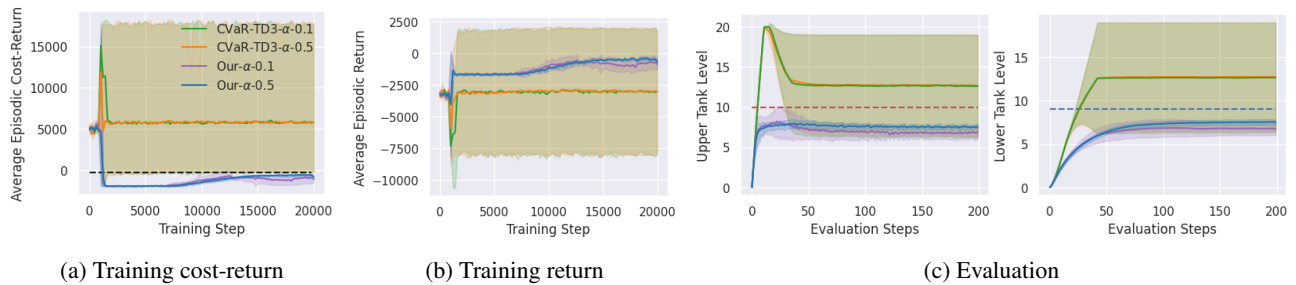 Average Episodic Cost-Return
15000
10000
5000
0
0 5000 10000 15000 20000
Training Step
CVaR-TD3-α-0.1
CVaR-TD3-α-0.5
Our-α-0.1
Our-α-0.5
(a) Training cost-return
Average Episodic Return
2500
0
−2500
−5000
−7500
−10000
0 5000 10000 15000 20000
Training Step
(b) Training return
Upper Tank Level
20
15
10
5
0
0 50 100 150 200
Evaluation Steps
Lower Tank Level
15
10
5
0
0 50 100 150 200
Evaluation Steps
(c) Evaluation